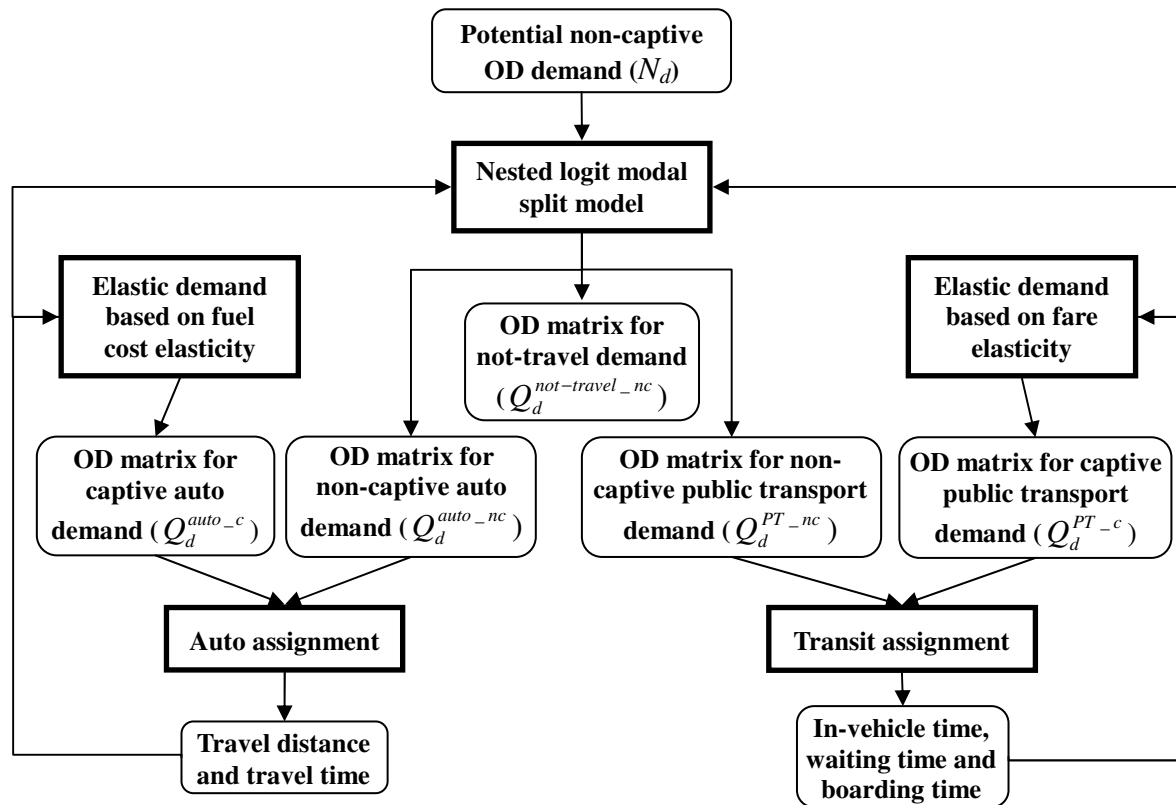 Potential non-captive
OD demand (N_d)
Nested logit modal
split model
Elastic demand
based on fuel
cost elasticity
OD matrix for
not-travel demand
(Q_d^{not-travel_nc})
Elastic demand
based on fare
elasticity
OD matrix for
captive auto
demand (Q_d^{auto_c})
OD matrix for
non-captive auto
demand (Q_d^{auto_nc})
OD matrix for non-
captive public transport
demand (Q_d^{PT_nc})
OD matrix for captive
public transport
demand (Q_d^{PT_c})
Auto assignment
Transit assignment
Travel distance
and travel time
In-vehicle time,
waiting time and
boarding time